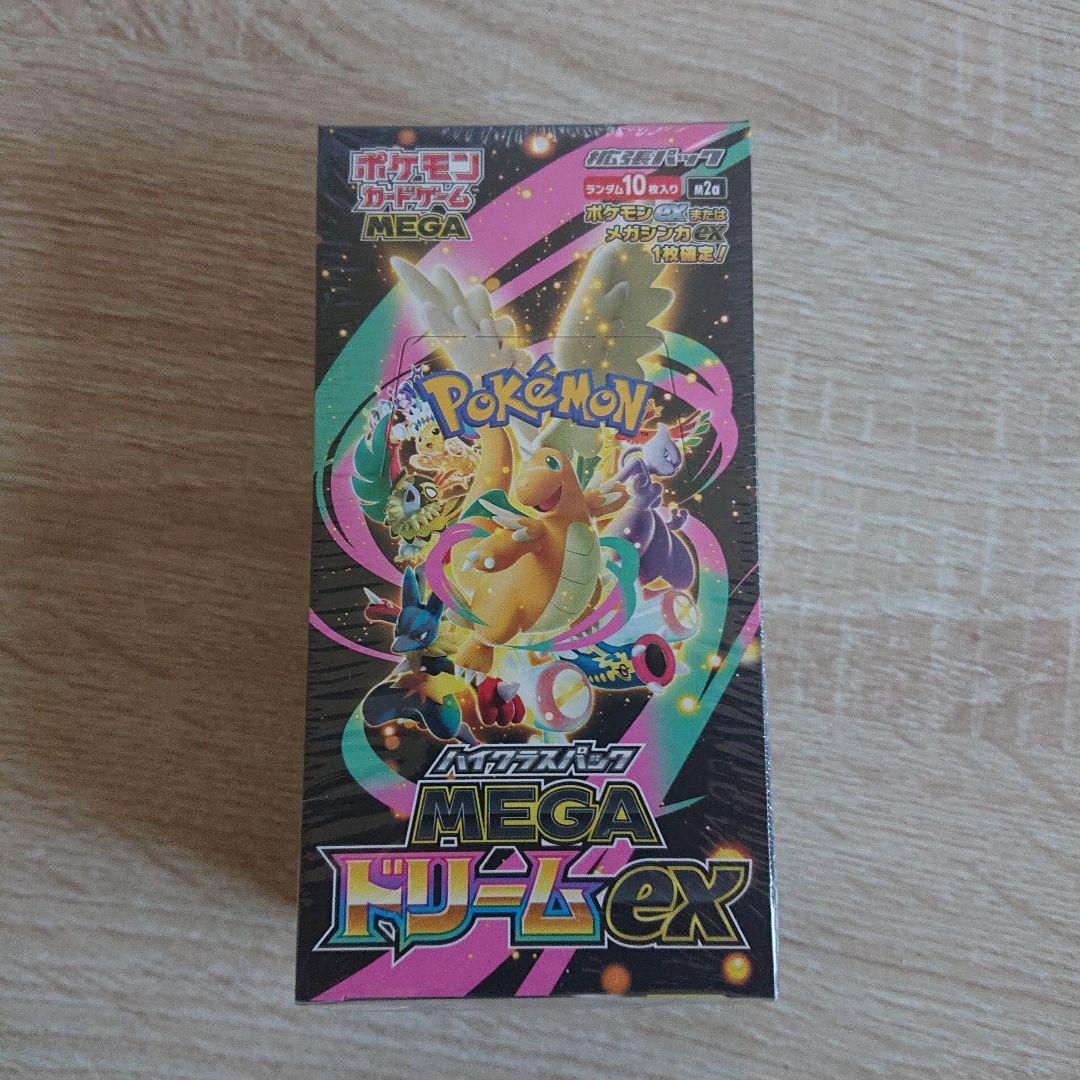 ポケモン
カードゲーム
MEGA
拡張パック
ランダム10枚入り M2a
ポケモンexまたは
メガシンカex
1枚確定!
POKéMON
TM
ハイクラスパック
MEGA
ドリームex